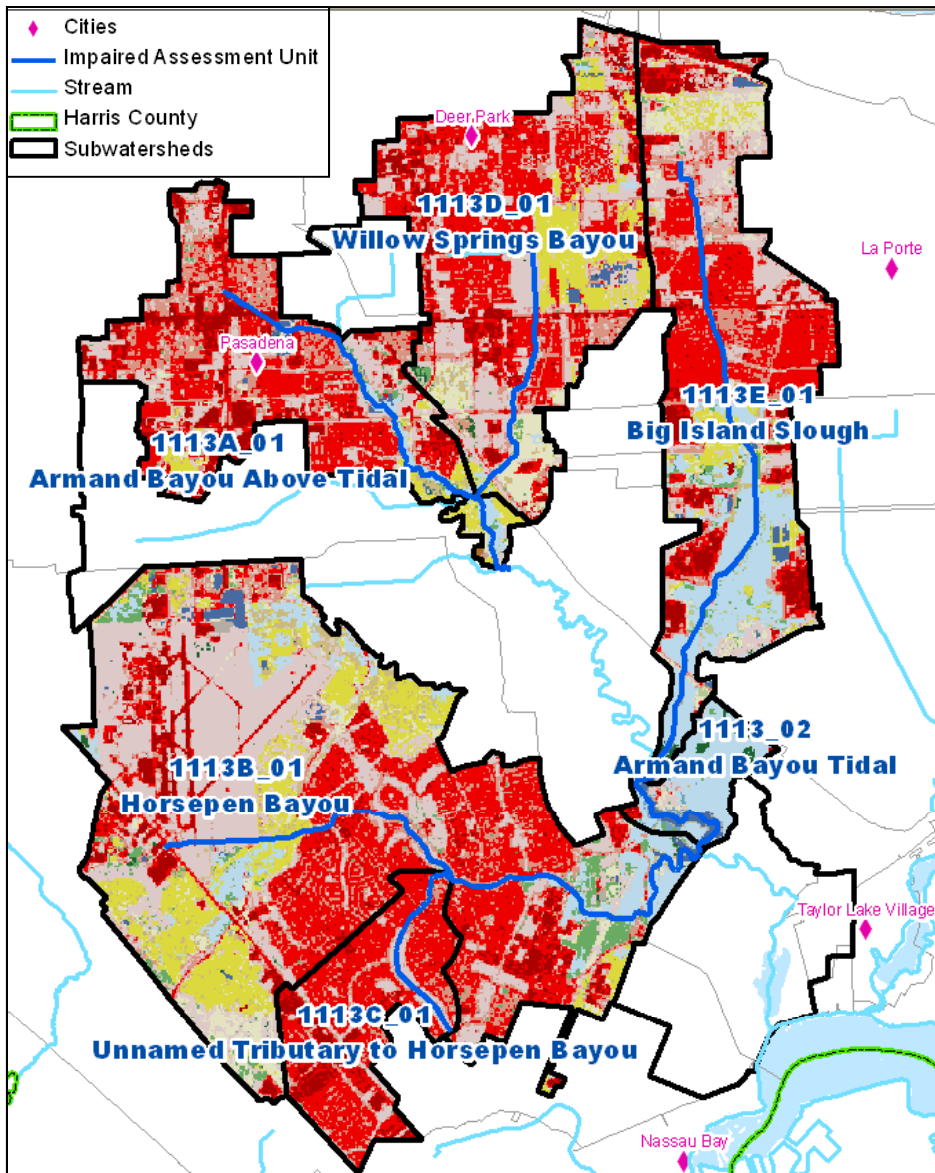 Cities
Impaired Assessment Unit
Stream
Harris County
Subwatersheds
Deer Park
1113D_01
Willow Springs Bayou
La Porte
Pasadena
1113E_01
Big Island Slough
1113A_01
Armand Bayou Above Tidal
1113_02
Armand Bayou Tidal
1113B_01
Horsepen Bayou
Taylor Lake Village
1113C_01
Unnamed Tributary to Horsepen Bayou
Nassau Bay